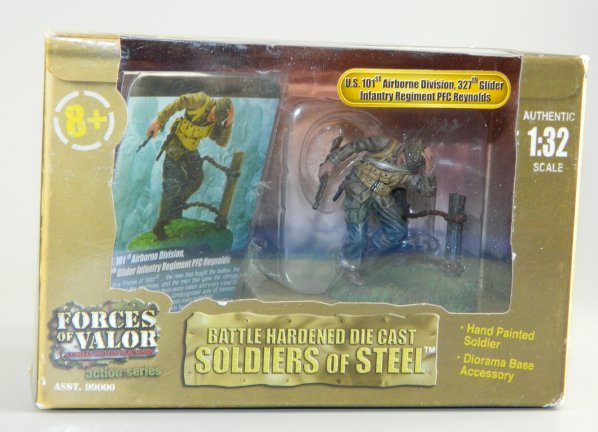 U.S. 101st Airborne Division, 327th Glider
Infantry Regiment PFC Reynolds
8+
AUTHENTIC
1:32
SCALE
101st Airborne Division,
Glider Infantry Regiment PFC Reynolds
FORCES
OF
VALOR
action series
ASST. 99000
BATTLE HARDENED DIE CAST
SOLDIERS OF STEEL™
• Hand Painted
Soldier
• Diorama Base
Accessory